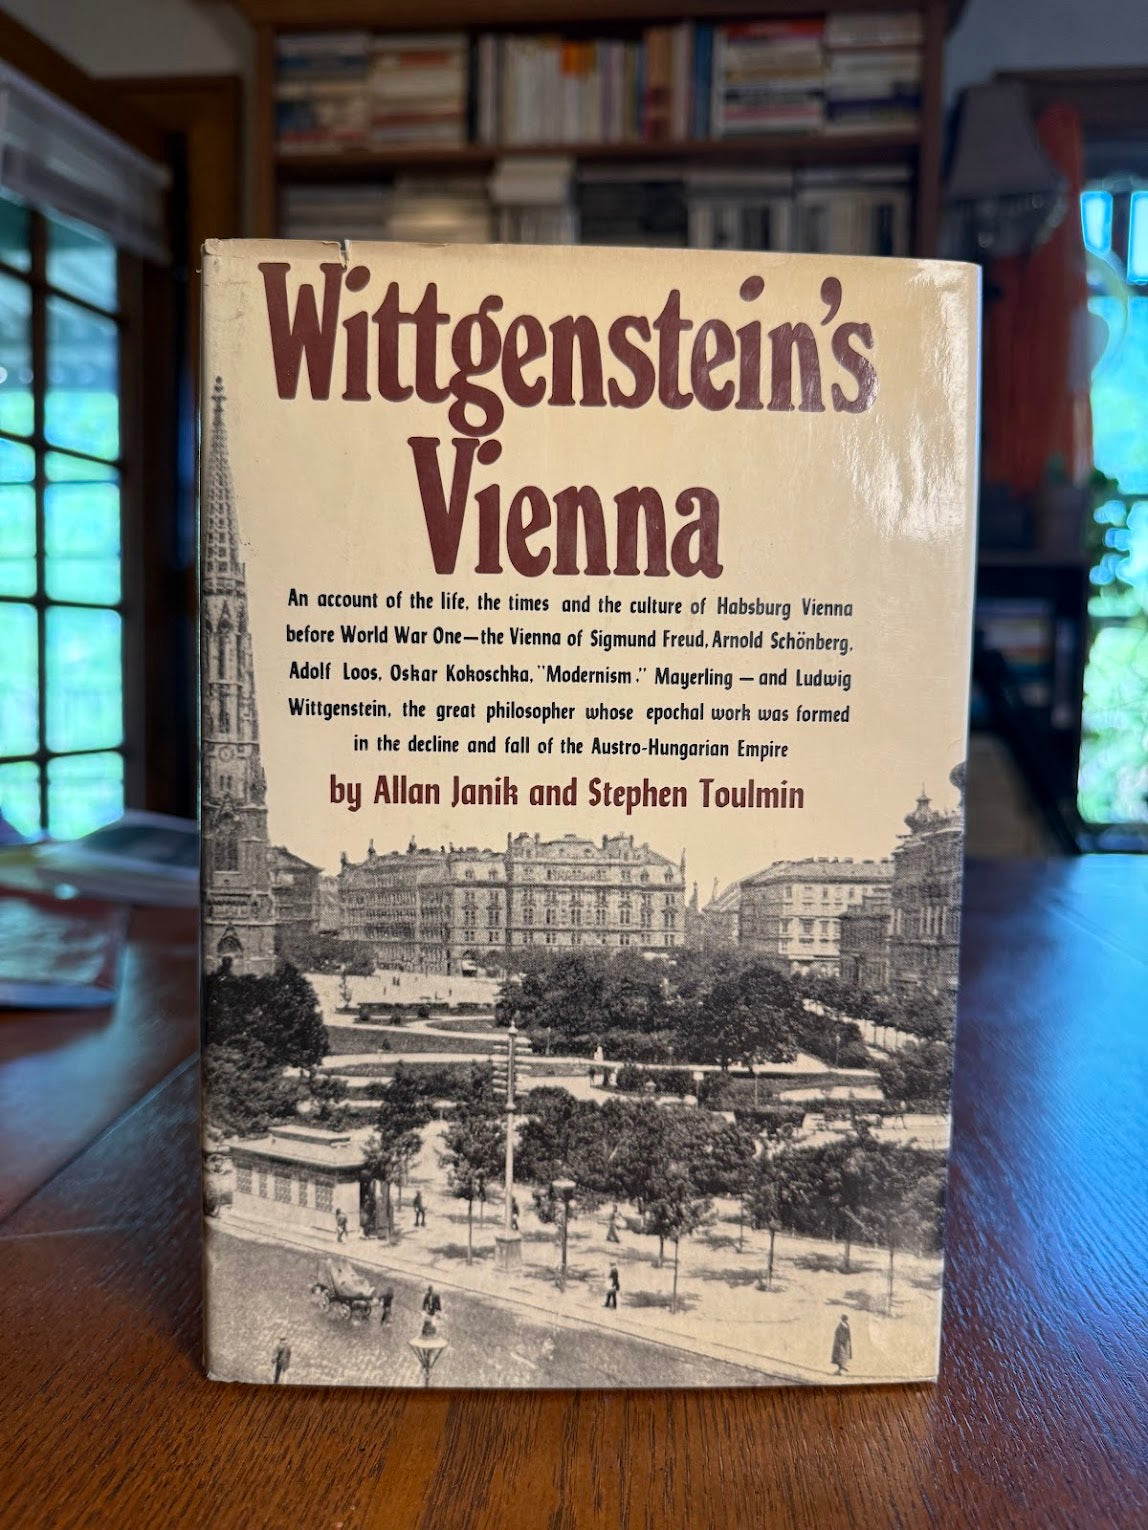 Wittgenstein's
Vienna
An account of the life, the times and the culture of Habsburg Vienna
before World War One—the Vienna of Sigmund Freud, Arnold Schönberg,
Adolf Loos, Oskar Kokoschka, "Modernism," Mayerling — and Ludwig
Wittgenstein, the great philosopher whose epochal work was formed
in the decline and fall of the Austro-Hungarian Empire
by Allan Janik and Stephen Toulmin